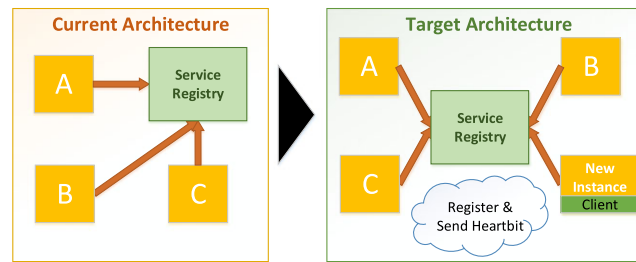 Current Architecture
A
Service
Registry
B
C
Target Architecture
A
B
Service
Registry
C
New
Instance
Client
Register &
Send Heartbit